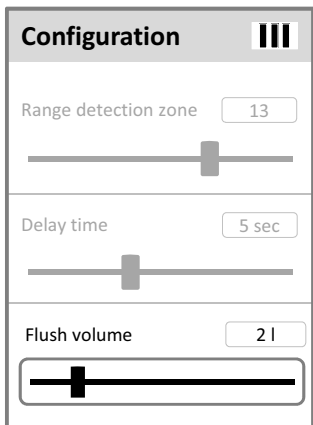 Configuration
Range detection zone 13
Delay time 5 sec
Flush volume 2 l